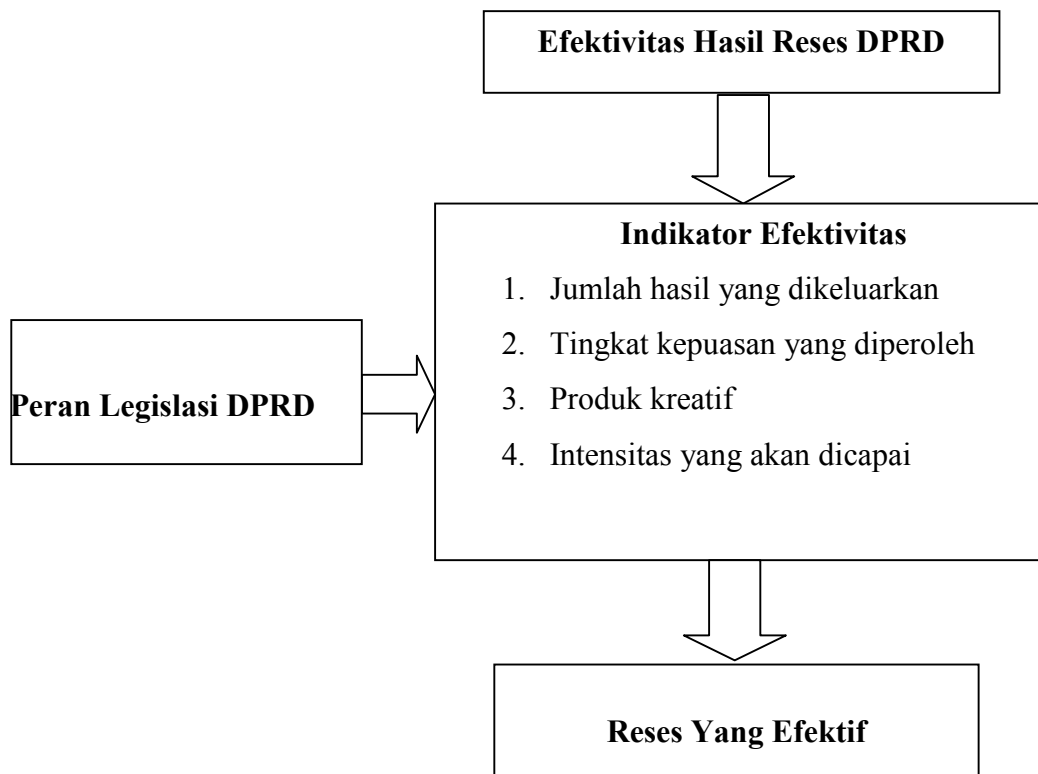 Efektivitas Hasil Reses DPRD
Indikator Efektivitas
1. Jumlah hasil yang dikeluarkan
2. Tingkat kepuasan yang diperoleh
3. Produk kreatif
4. Intensitas yang akan dicapai
Peran Legislasi DPRD
Reses Yang Efektif